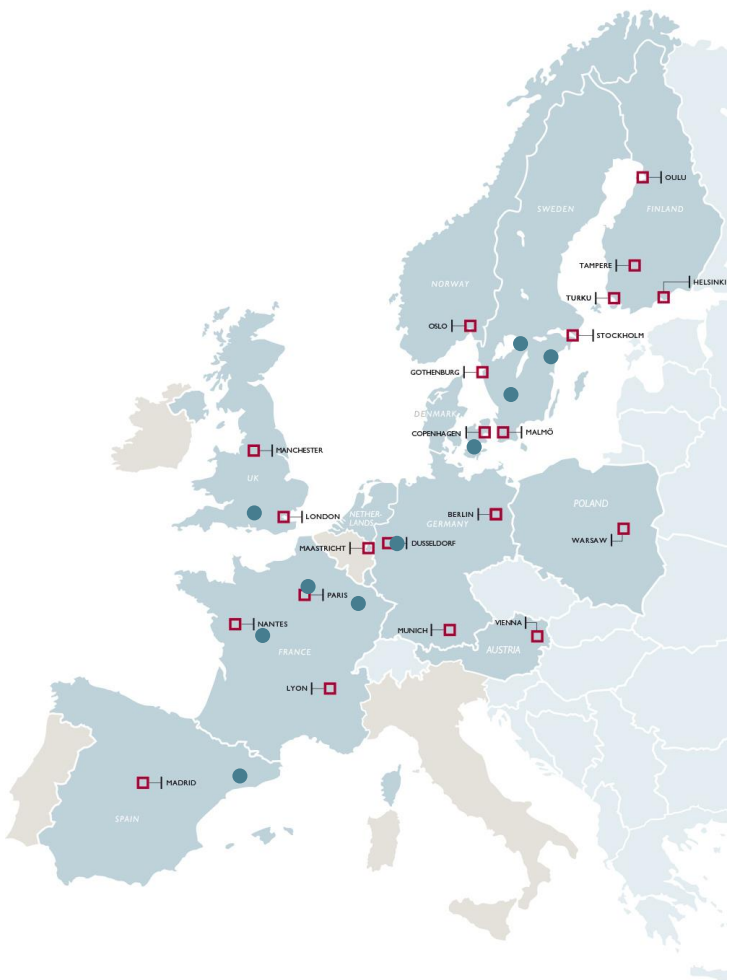 OULU
SWEDEN
FINLAND
TAMPERE
HELSINKI
NORWAY
TURKU
OSLO
STOCKHOLM
GOTHENBURG
DENMARK
COPENHAGEN
MALMÖ
MANCHESTER
UK
POLAND
LONDON
NETHER-
LANDS
BERLIN
GERMANY
WARSAW
MAASTRICHT
DUSSELDORF
PARIS
NANTES
MUNICH
VIENNA
FRANCE
AUSTRIA
LYON
MADRID
SPAIN